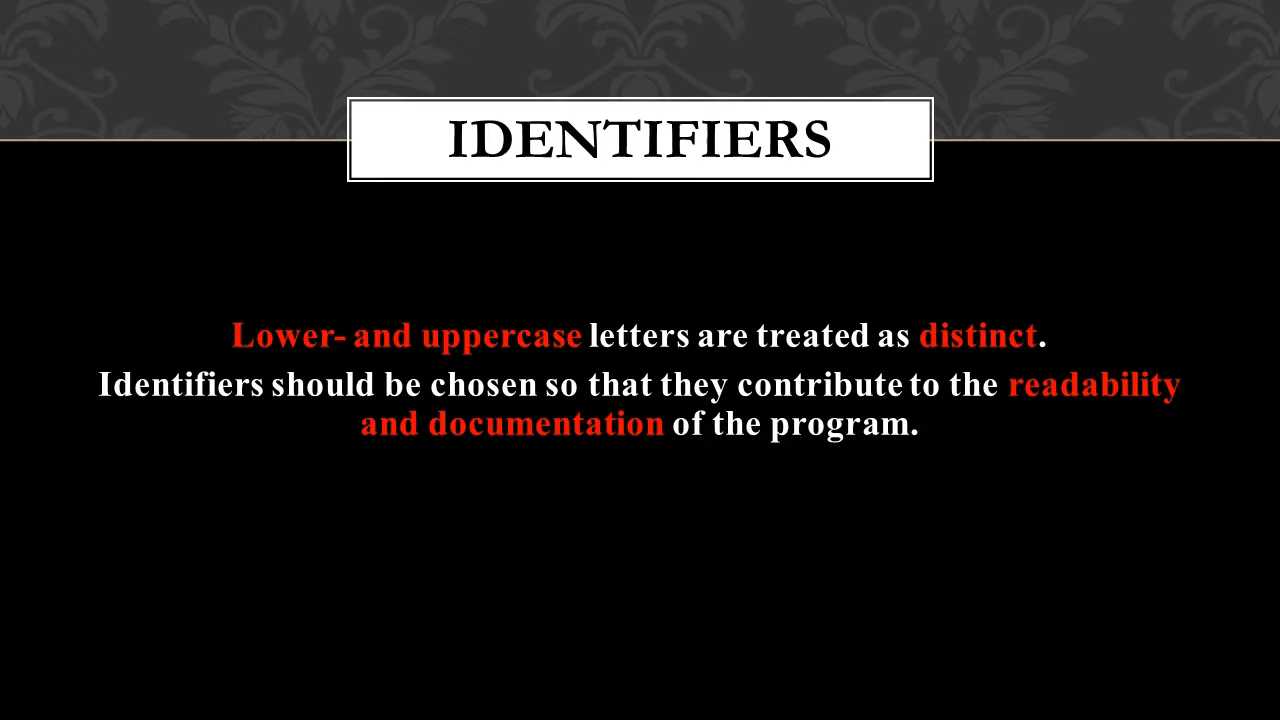 IDENTIFIERS
Lower- and uppercase letters are treated as distinct.
Identifiers should be chosen so that they contribute to the readability
and documentation of the program.